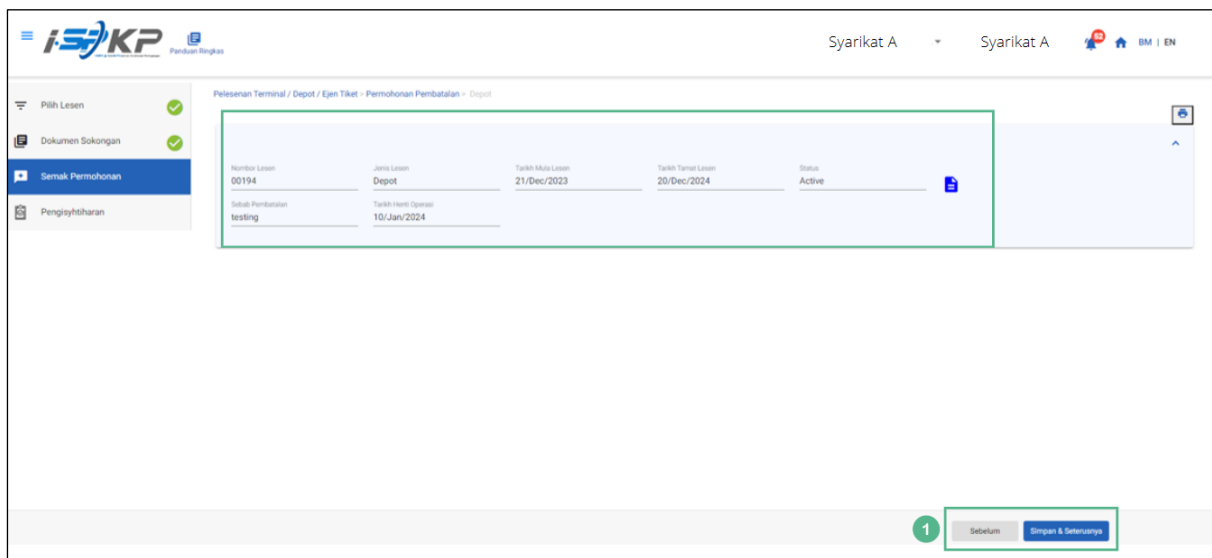 i-SPKP
Panduan Ringkas
Syarikat A
Syarikat A
52
BM | EN
Pilih Lesen
Dokumen Sokongan
Semak Permohonan
Pengisyhtiharan
Pelesenan Terminal / Depot / Ejen Tiket > Permohonan Pembatalan > Depot
Nombor Lesen Jenis Lesen Tarikh Mula Lesen Tarikh Tamat Lesen Status
00194 Depot 21/Dec/2023 20/Dec/2024 Active
Sebab Pembatalan Tarikh Henti Operasi
testing 10/Jan/2024
1 Sebelum Simpan & Seterusnya